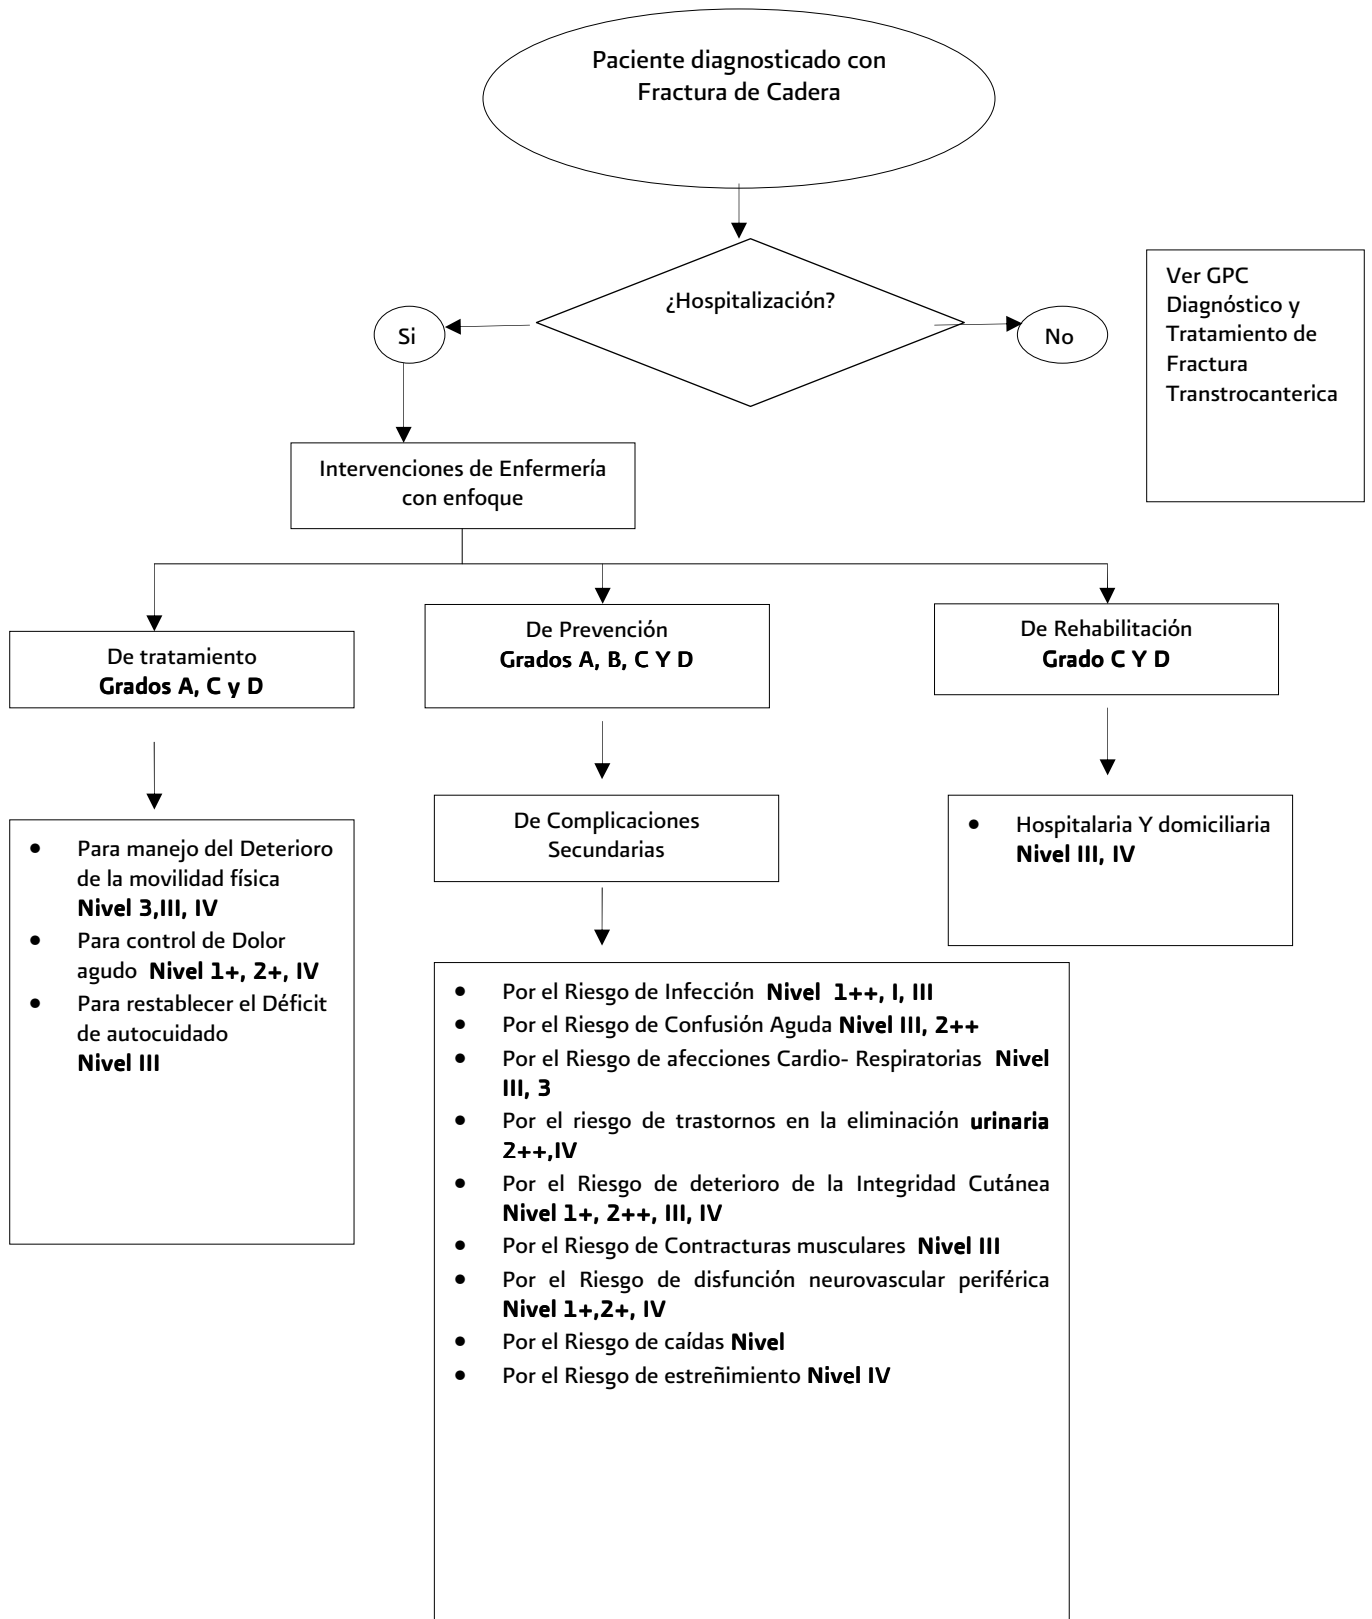 Paciente diagnosticado con
Fractura de Cadera
¿Hospitalización?
Si
No
Ver GPC
Diagnóstico y
Tratamiento de
Fractura
Transtrocanterica
Intervenciones de Enfermería
con enfoque
De tratamiento
Grados A, C y D
De Prevención
Grados A, B, C Y D
De Rehabilitación
Grado C Y D
• Para manejo del Deterioro
de la movilidad física
Nivel 3,III, IV
• Para control de Dolor
agudo Nivel 1+, 2+, IV
• Para restablecer el Déficit
de autocuidado
Nivel III
De Complicaciones
Secundarias
• Por el Riesgo de Infección Nivel 1++, I, III
• Por el Riesgo de Confusión Aguda Nivel III, 2++
• Por el Riesgo de afecciones Cardio- Respiratorias Nivel
III, 3
• Por el riesgo de trastornos en la eliminación urinaria
2++,IV
• Por el Riesgo de deterioro de la Integridad Cutánea
Nivel 1+, 2++, III, IV
• Por el Riesgo de Contracturas musculares Nivel III
• Por el Riesgo de disfunción neurovascular periférica
Nivel 1+,2+, IV
• Por el Riesgo de caídas Nivel
• Por el Riesgo de estreñimiento Nivel IV
• Hospitalaria Y domiciliaria
Nivel III, IV